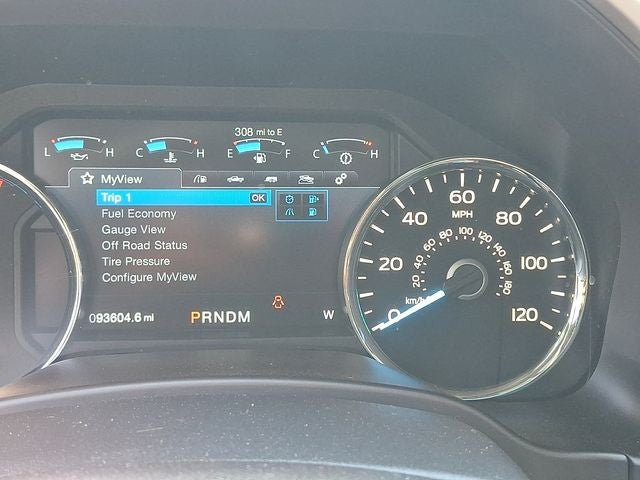 308 mi to E
L H C H E F C H
MyView
Trip 1 OK
Fuel Economy
Gauge View
Off Road Status
Tire Pressure
Configure MyView
093604.6 mi PRNDM W
0 20 40 60 80 100 120
MPH
20 40 60 80 100 120 140 160 180
km/h